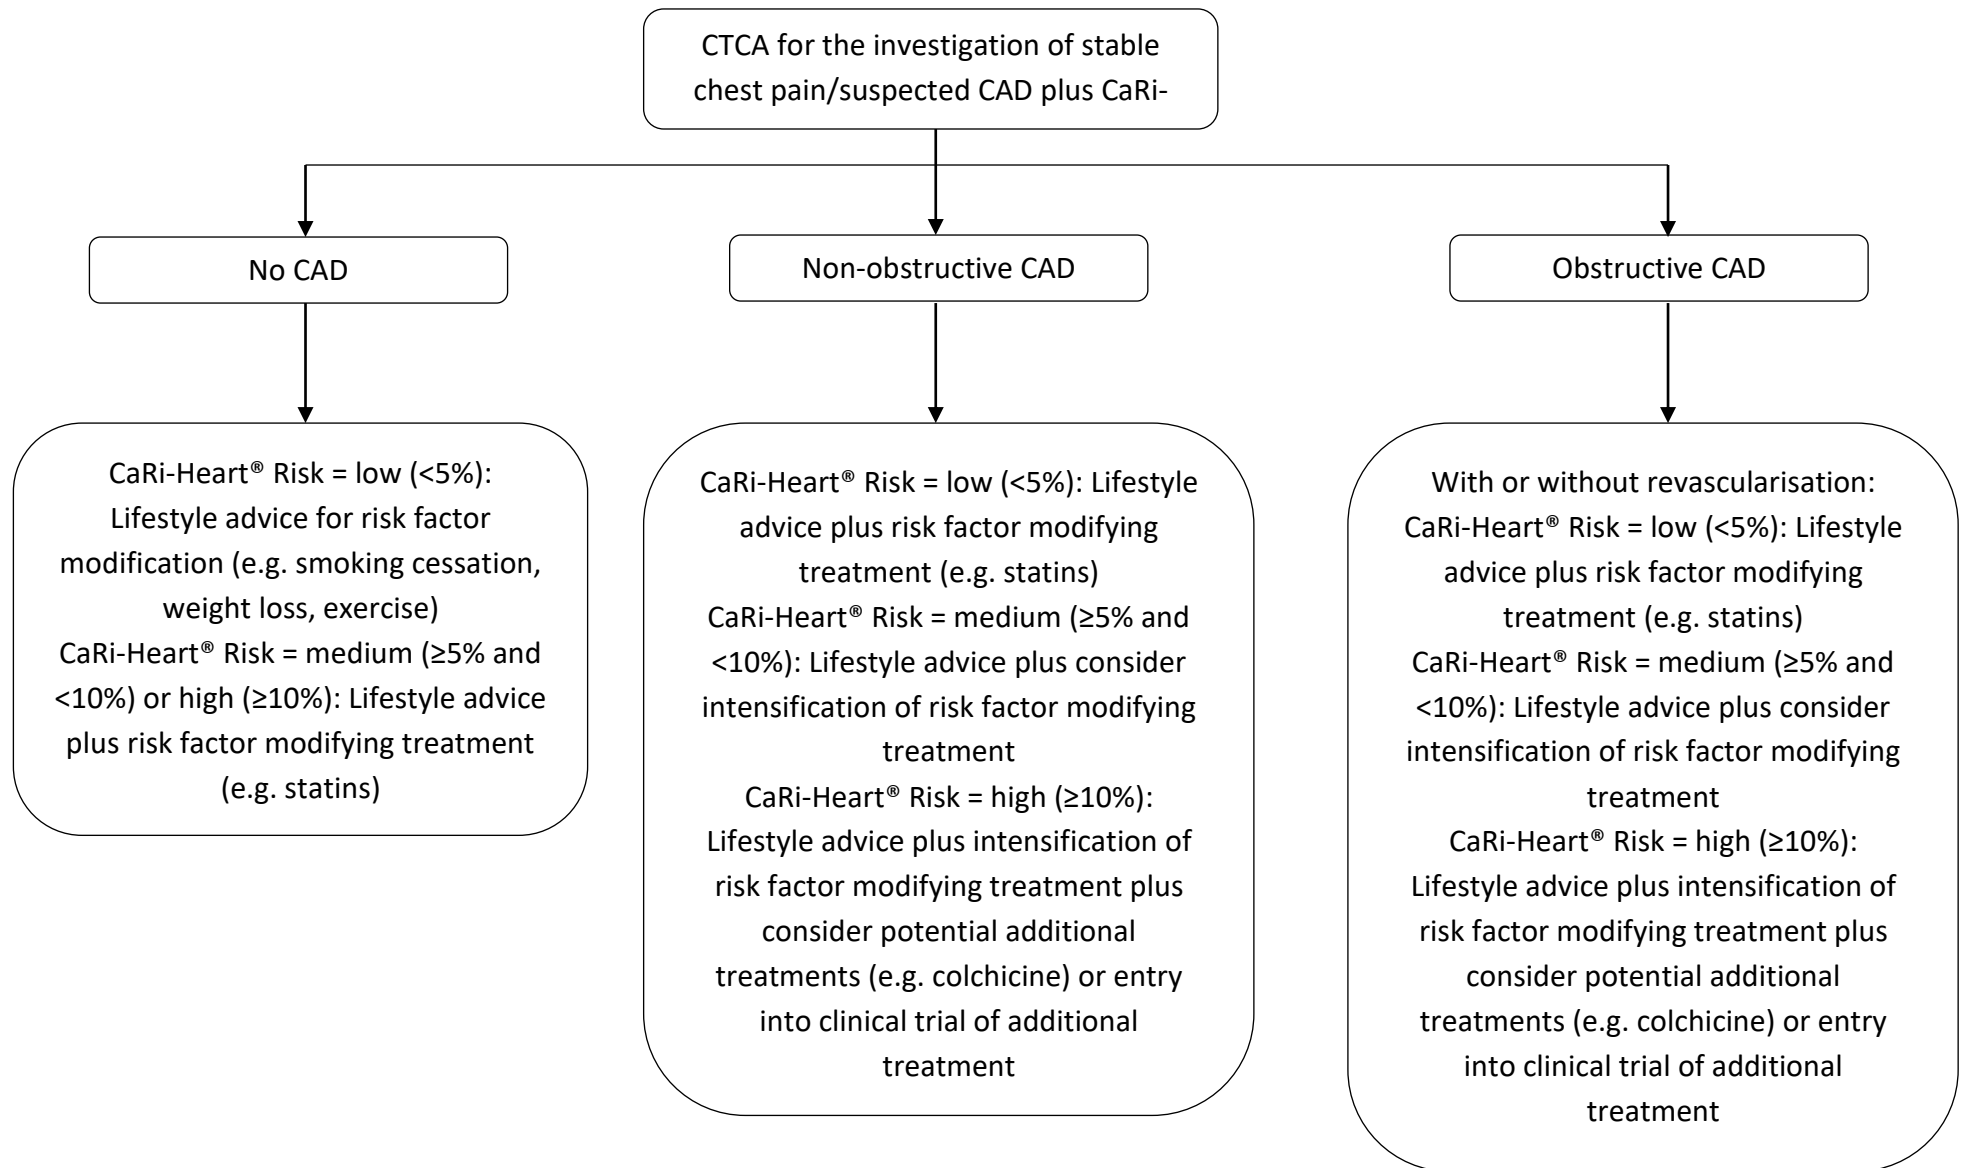 CTCA for the investigation of stable
chest pain/suspected CAD plus CaRi-
No CAD
Non-obstructive CAD
Obstructive CAD
CaRi-Heart® Risk = low (<5%):
Lifestyle advice for risk factor
modification (e.g. smoking cessation,
weight loss, exercise)
CaRi-Heart® Risk = medium (≥5% and
<10%) or high (≥10%): Lifestyle advice
plus risk factor modifying treatment
(e.g. statins)
CaRi-Heart® Risk = low (<5%): Lifestyle
advice plus risk factor modifying
treatment (e.g. statins)
CaRi-Heart® Risk = medium (≥5% and
<10%): Lifestyle advice plus consider
intensification of risk factor modifying
treatment
CaRi-Heart® Risk = high (≥10%):
Lifestyle advice plus intensification of
risk factor modifying treatment plus
consider potential additional
treatments (e.g. colchicine) or entry
into clinical trial of additional
treatment
With or without revascularisation:
CaRi-Heart® Risk = low (<5%): Lifestyle
advice plus risk factor modifying
treatment (e.g. statins)
CaRi-Heart® Risk = medium (≥5% and
<10%): Lifestyle advice plus consider
intensification of risk factor modifying
treatment
CaRi-Heart® Risk = high (≥10%):
Lifestyle advice plus intensification of
risk factor modifying treatment plus
consider potential additional
treatments (e.g. colchicine) or entry
into clinical trial of additional
treatment